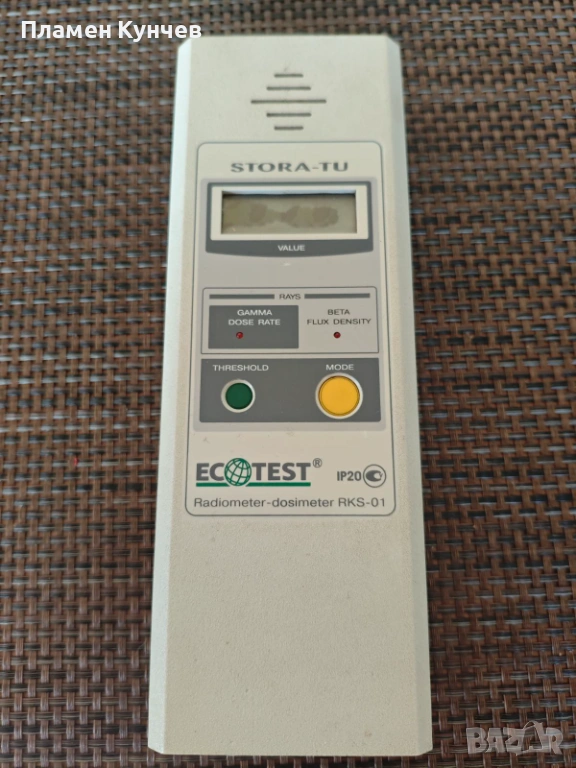 Пламен Кунчев
STORA-TU
VALUE
RAYS
GAMMA
DOSE RATE
BETA
FLUX DENSITY
THRESHOLD
MODE
ECOTEST®
IP20
Radiometer-dosimeter RKS-01
BAZAR